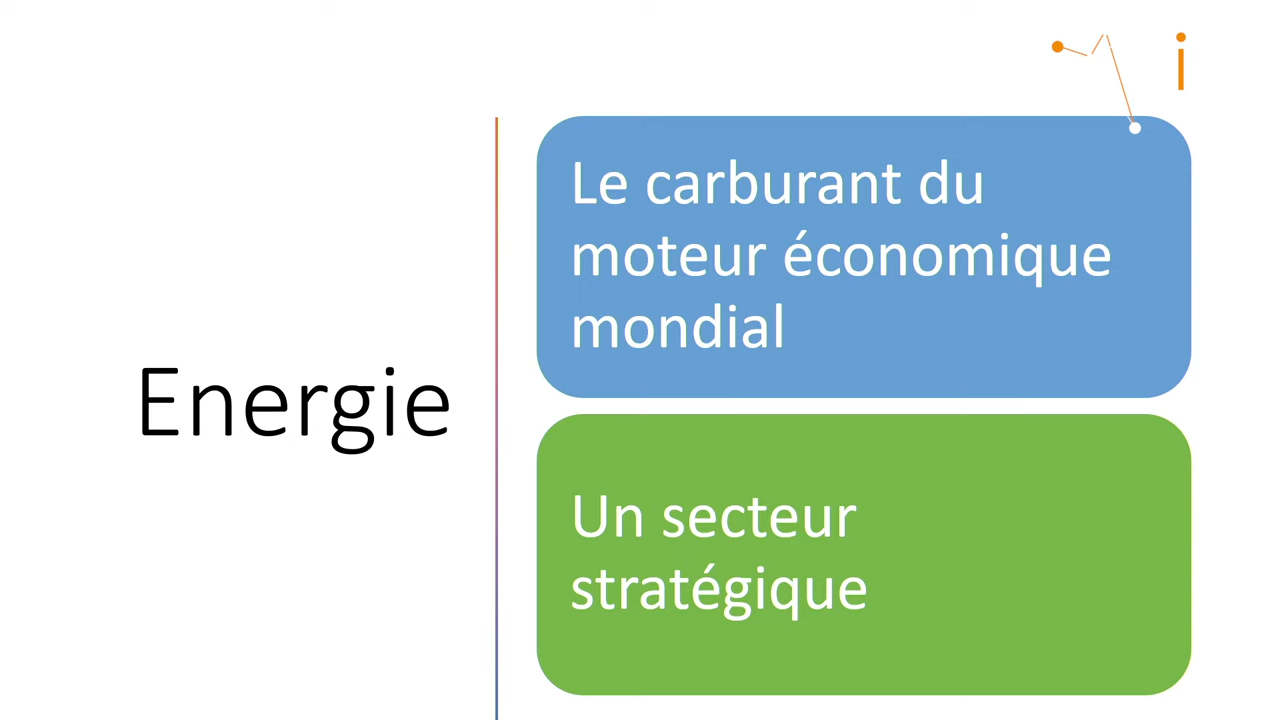 Energie
Le carburant du
moteur économique
mondial
Un secteur
stratégique